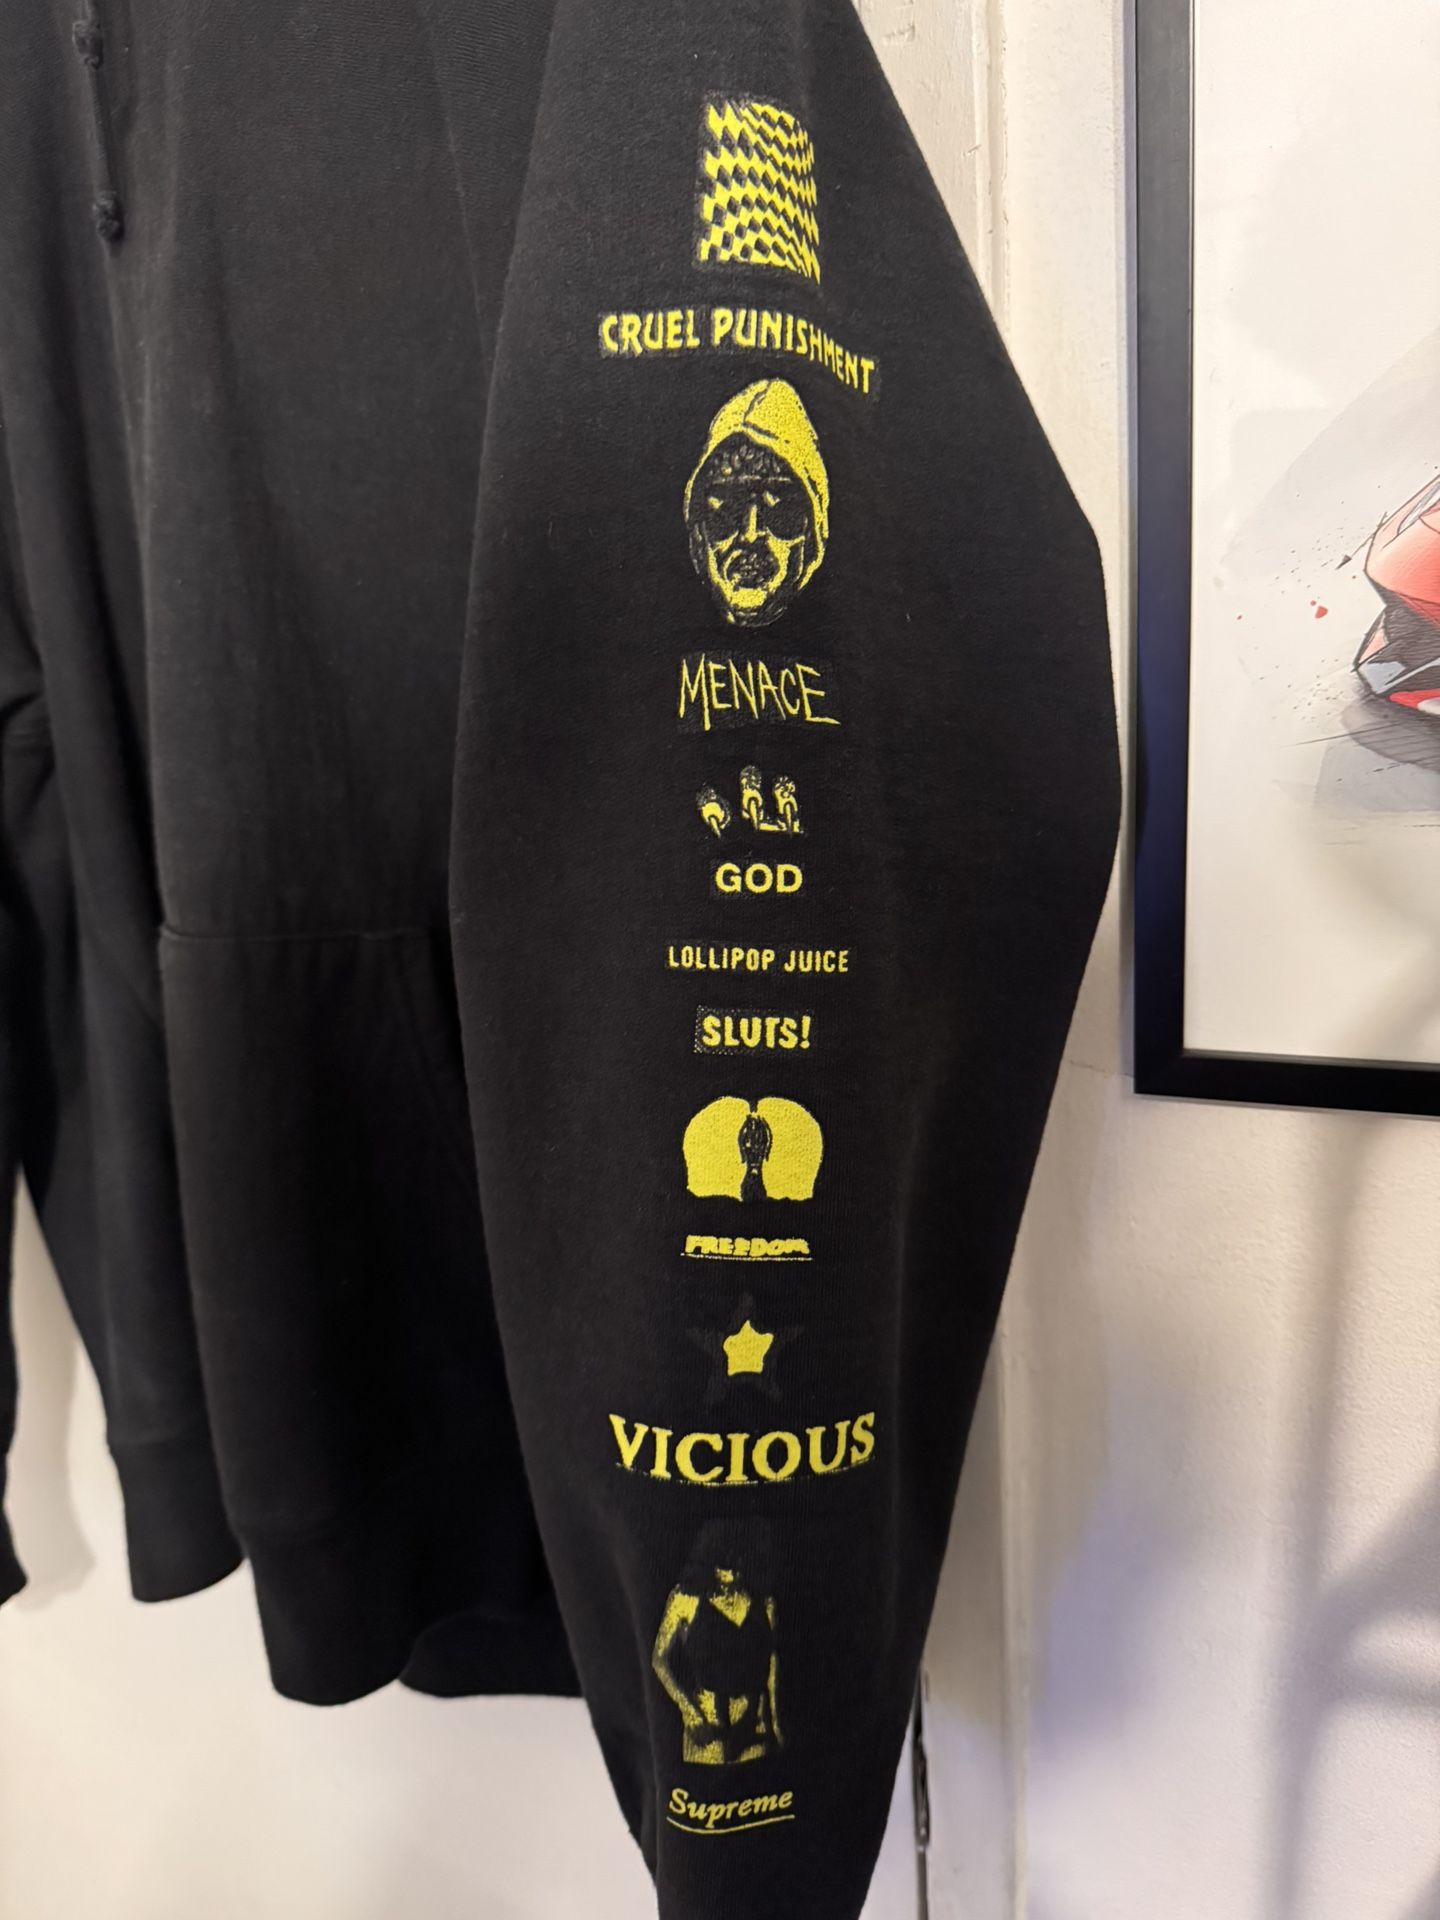 CRUEL PUNISHMENT
MENACE
GOD
LOLLIPOP JUICE
SLUTS!
FREEDOM
VICIOUS
Supreme